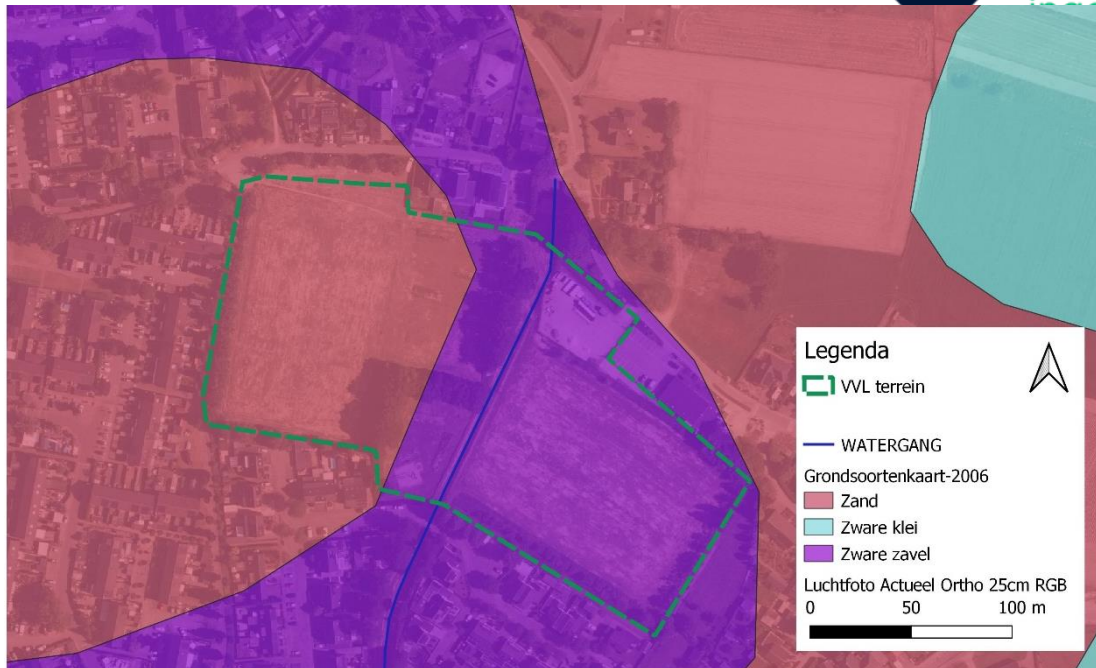 Legenda
VVL terrein
WATERGANG
Grondsoortenkaart-2006
Zand
Zware klei
Zware zavel
Luchtfoto Actueel Ortho 25cm RGB
0 50 100 m